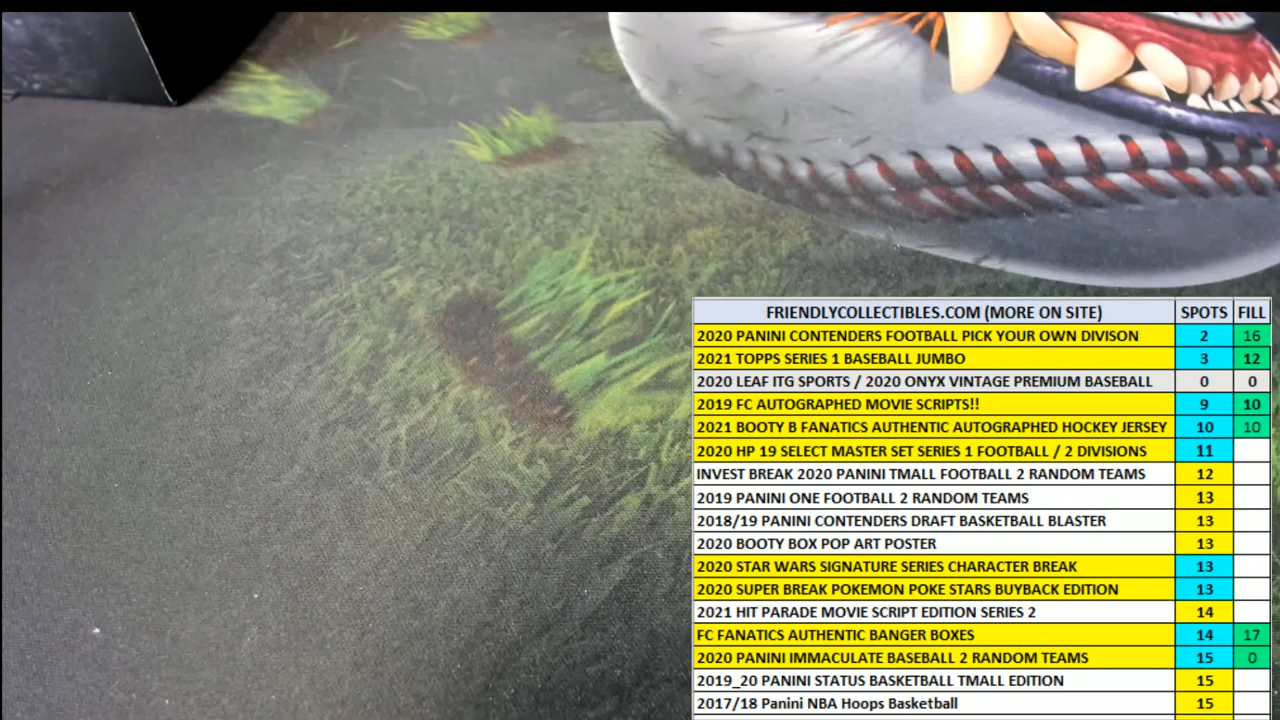 FRIENDLYCOLLECTIBLES.COM (MORE ON SITE) SPOTS FILL
2020 PANINI CONTENDERS FOOTBALL PICK YOUR OWN DIVISON 2 16
2021 TOPPS SERIES 1 BASEBALL JUMBO 3 12
2020 LEAF ITG SPORTS / 2020 ONYX VINTAGE PREMIUM BASEBALL 0 0
2019 FC AUTOGRAPHED MOVIE SCRIPTS!! 9 10
2021 BOOTY B FANATICS AUTHENTIC AUTOGRAPHED HOCKEY JERSEY 10 10
2020 HP 19 SELECT MASTER SET SERIES 1 FOOTBALL / 2 DIVISIONS 11
INVEST BREAK 2020 PANINI TMALL FOOTBALL 2 RANDOM TEAMS 12
2019 PANINI ONE FOOTBALL 2 RANDOM TEAMS 13
2018/19 PANINI CONTENDERS DRAFT BASKETBALL BLASTER 13
2020 BOOTY BOX POP ART POSTER 13
2020 STAR WARS SIGNATURE SERIES CHARACTER BREAK 13
2020 SUPER BREAK POKEMON POKE STARS BUYBACK EDITION 13
2021 HIT PARADE MOVIE SCRIPT EDITION SERIES 2 14
FC FANATICS AUTHENTIC BANGER BOXES 14 17
2020 PANINI IMMACULATE BASEBALL 2 RANDOM TEAMS 15 0
2019_20 PANINI STATUS BASKETBALL TMALL EDITION 15
2017/18 Panini NBA Hoops Basketball 15